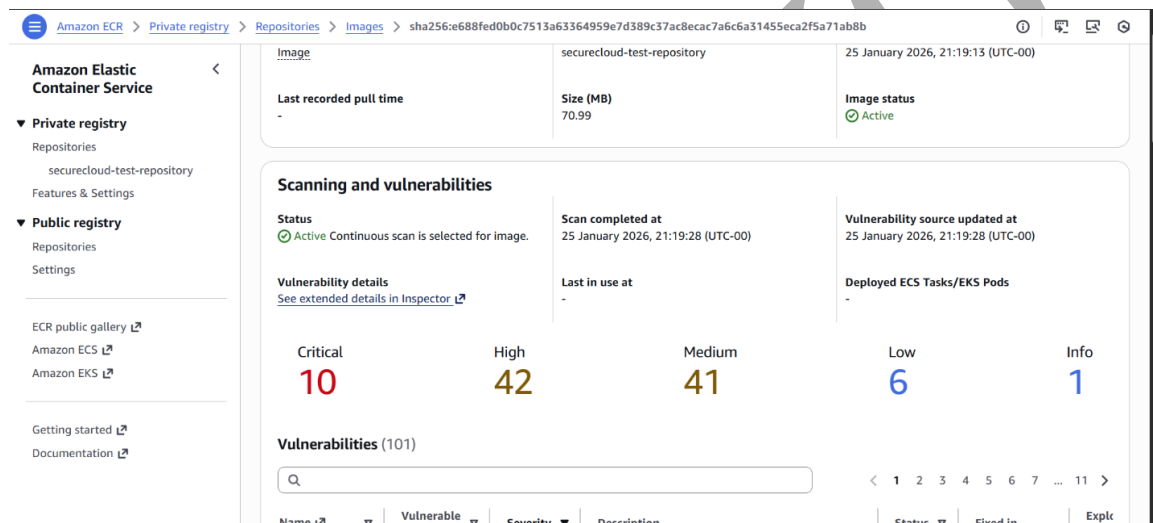 Amazon ECR > Private registry > Repositories > Images > sha256:e688fed0b0c7513a63364959e7d389c37ac8ecac7a6c6a31455eca2f5a71ab8b
Amazon Elastic
Container Service
Private registry
Repositories
securecloud-test-repository
Features & Settings
Public registry
Repositories
Settings
ECR public gallery
Amazon ECS
Amazon EKS
Getting started
Documentation
Image
securecloud-test-repository
25 January 2026, 21:19:13 (UTC-00)
Last recorded pull time
-
Size (MB)
70.99
Image status
Active
Scanning and vulnerabilities
Status
Active Continuous scan is selected for image.
Scan completed at
25 January 2026, 21:19:28 (UTC-00)
Vulnerability source updated at
25 January 2026, 21:19:28 (UTC-00)
Vulnerability details
See extended details in Inspector
Last in use at
-
Deployed ECS Tasks/EKS Pods
-
Critical
10
High
42
Medium
41
Low
6
Info
1
Vulnerabilities (101)
< 1 2 3 4 5 6 7 ... 11 >
Name
Vulnerable
Severity
Description
Status
Fixed in
Explo